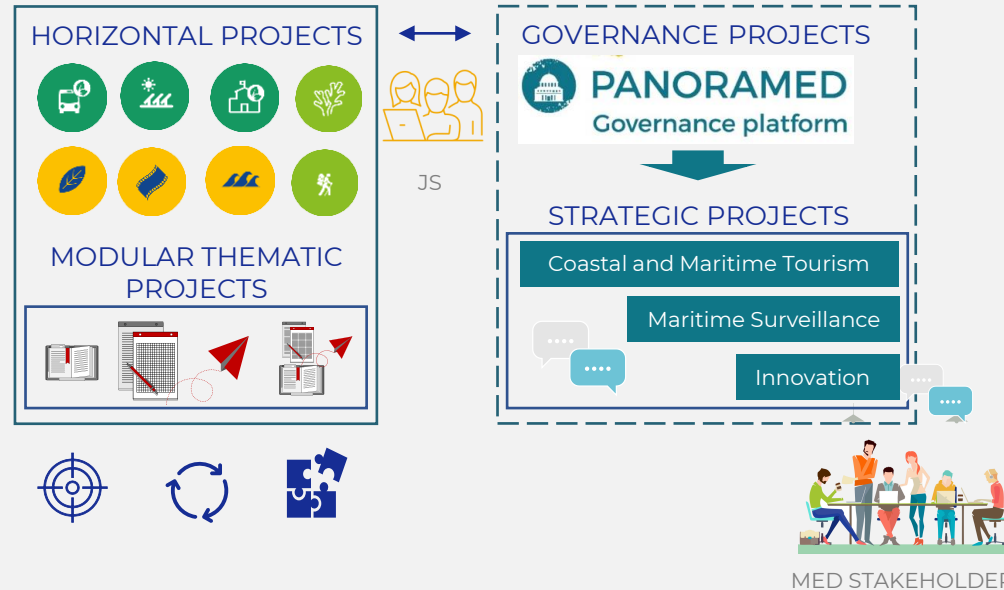 HORIZONTAL PROJECTS
MODULAR THEMATIC
PROJECTS
JS
GOVERNANCE PROJECTS
PANORAMED
Governance platform
STRATEGIC PROJECTS
Coastal and Maritime Tourism
Maritime Surveillance
Innovation
MED STAKEHOLDER